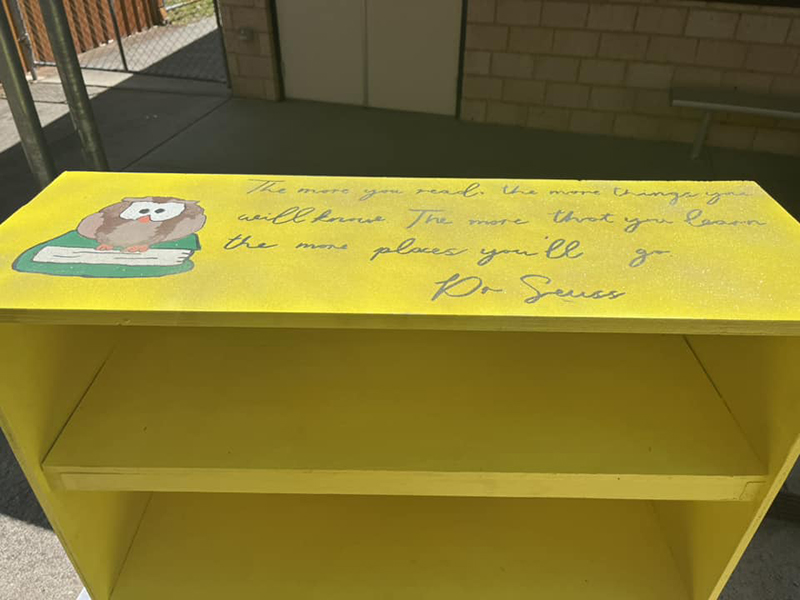 The more you read. the more things you
will know The more that you learn
the more places you'll go
Dr Seuss